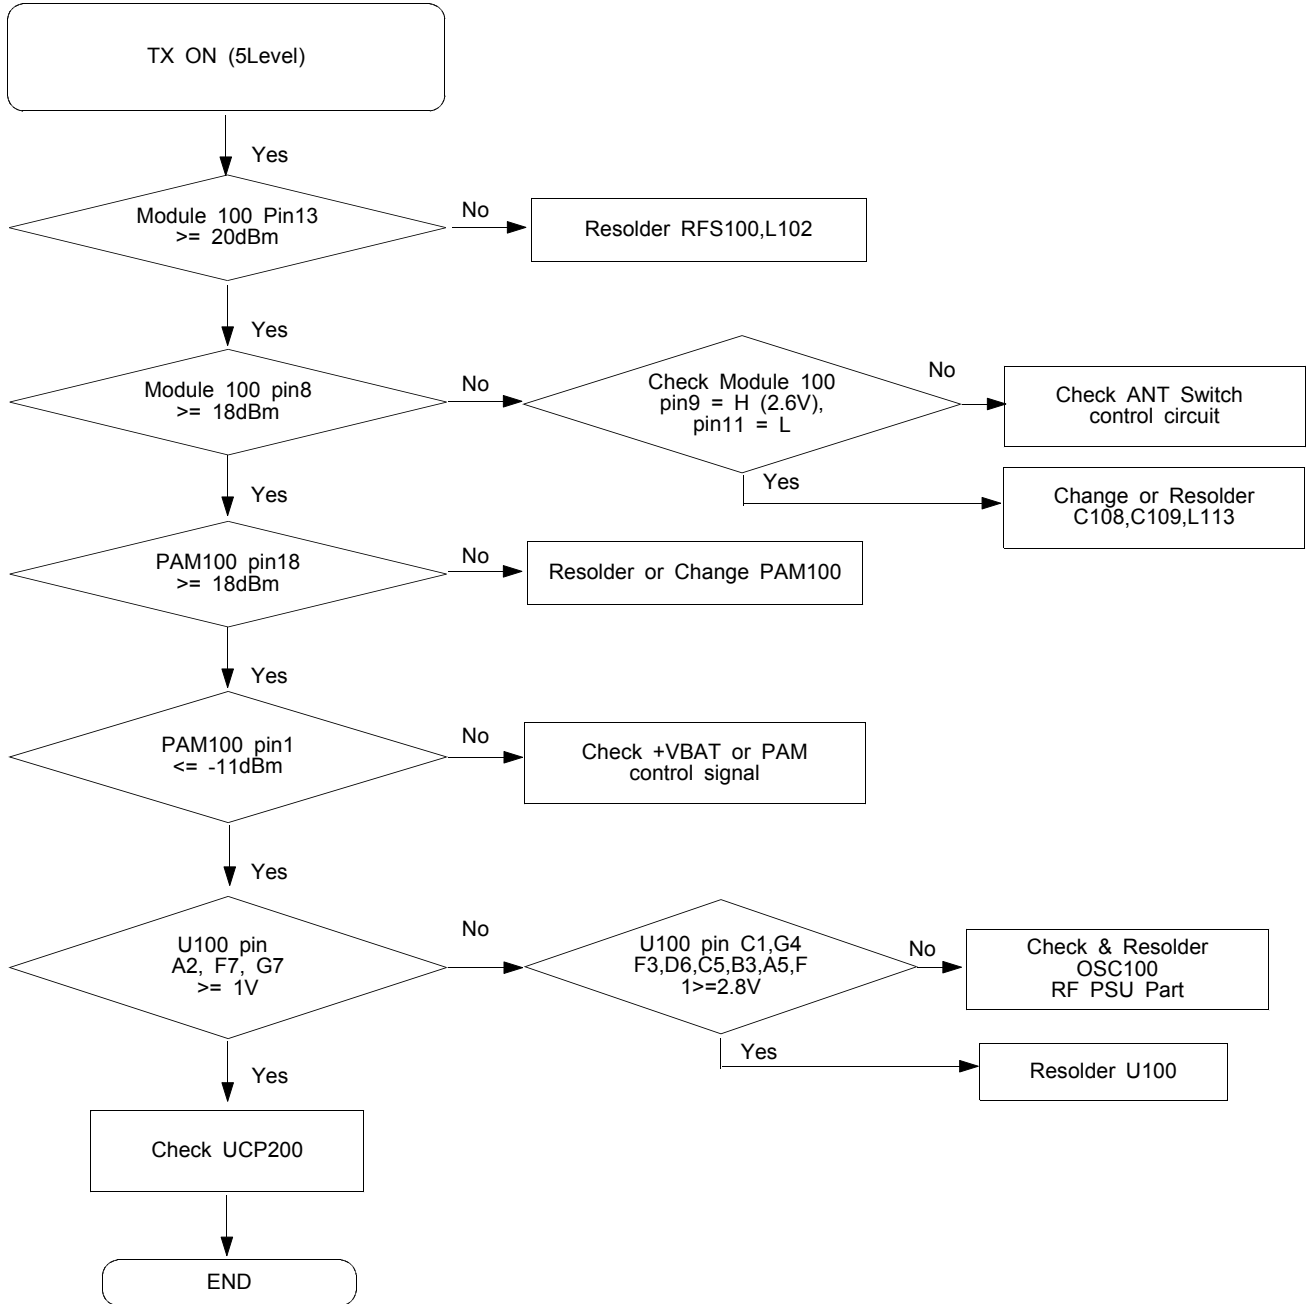 TX ON (5Level)
Yes
Module 100 Pin13
>= 20dBm
No
Resolder RFS100,L102
Yes
Module 100 pin8
>= 18dBm
No
Check Module 100
pin9 = H (2.6V),
pin11 = L
No
Check ANT Switch
control circuit
Yes
Change or Resolder
C108,C109,L113
Yes
PAM100 pin18
>= 18dBm
No
Resolder or Change PAM100
Yes
PAM100 pin1
<= -11dBm
No
Check +VBAT or PAM
control signal
Yes
U100 pin
A2, F7, G7
>= 1V
No
U100 pin C1,G4
F3,D6,C5,B3,A5,F
1>=2.8V
No
Check & Resolder
OSC100
RF PSU Part
Yes
Resolder U100
Yes
Check UCP200
END